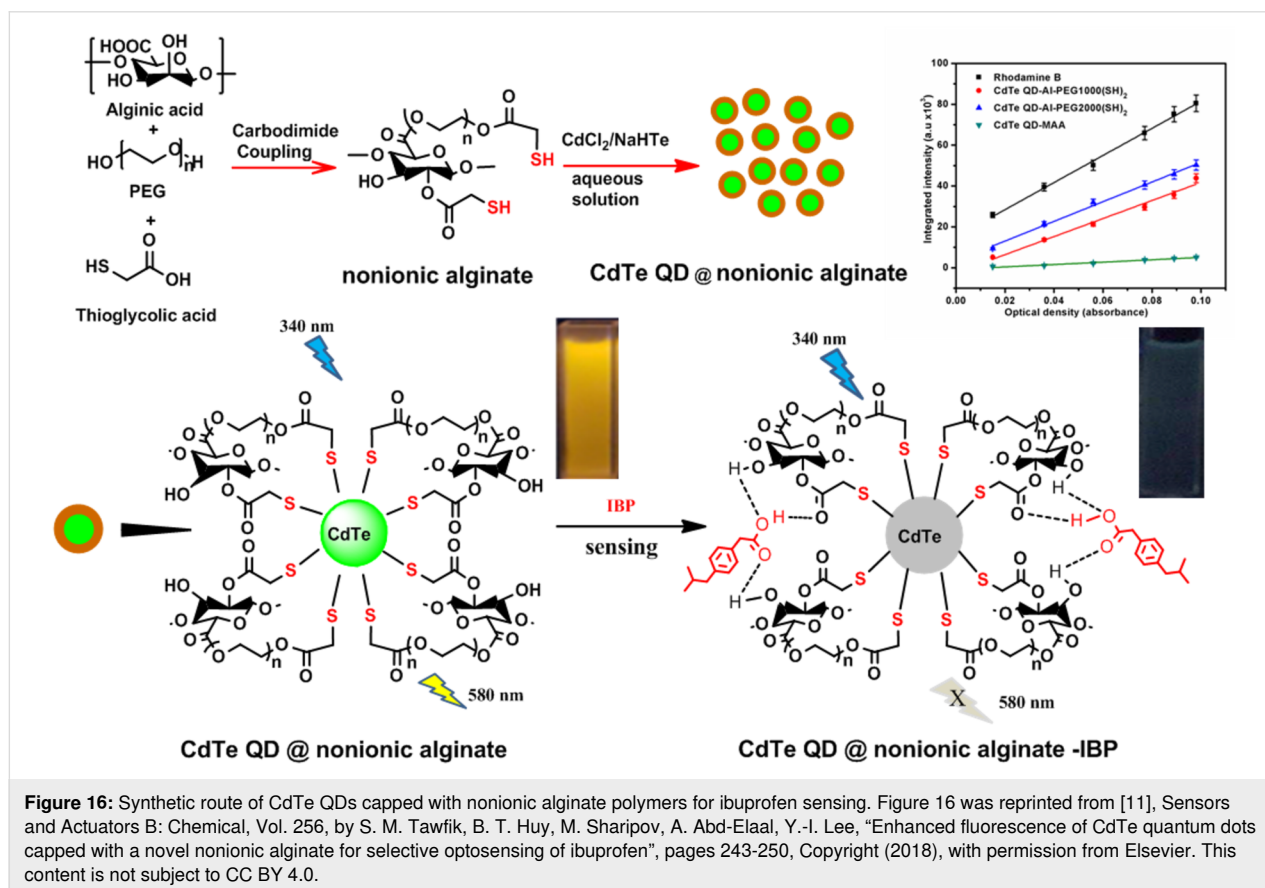 HOOC OH
HO
O
O
Alginic acid
+
HO
O
nH
PEG
+
O
HS
OH
Thioglycolic acid
Carbodimide
Coupling
O
O
n
O
O
SH
O
O
O
HO
O
SH
O
nonionic alginate
CdCl2/NaHTe
aqueous
solution
CdTe QD @ nonionic alginate
Integrated intensity (a.u x10³)
100
80
60
40
20
0
Rhodamine B
CdTe QD-Al-PEG1000(SH)2
CdTe QD-Al-PEG2000(SH)2
CdTe QD-MAA
0.00 0.02 0.04 0.06 0.08 0.10
Optical density (absorbance)
340 nm
CdTe
580 nm
CdTe QD @ nonionic alginate
IBP
sensing
340 nm
CdTe
X 580 nm
CdTe QD @ nonionic alginate -IBP
Figure 16: Synthetic route of CdTe QDs capped with nonionic alginate polymers for ibuprofen sensing. Figure 16 was reprinted from [11], Sensors
and Actuators B: Chemical, Vol. 256, by S. M. Tawfik, B. T. Huy, M. Sharipov, A. Abd-Elaal, Y.-I. Lee, “Enhanced fluorescence of CdTe quantum dots
capped with a novel nonionic alginate for selective optosensing of ibuprofen”, pages 243-250, Copyright (2018), with permission from Elsevier. This
content is not subject to CC BY 4.0.